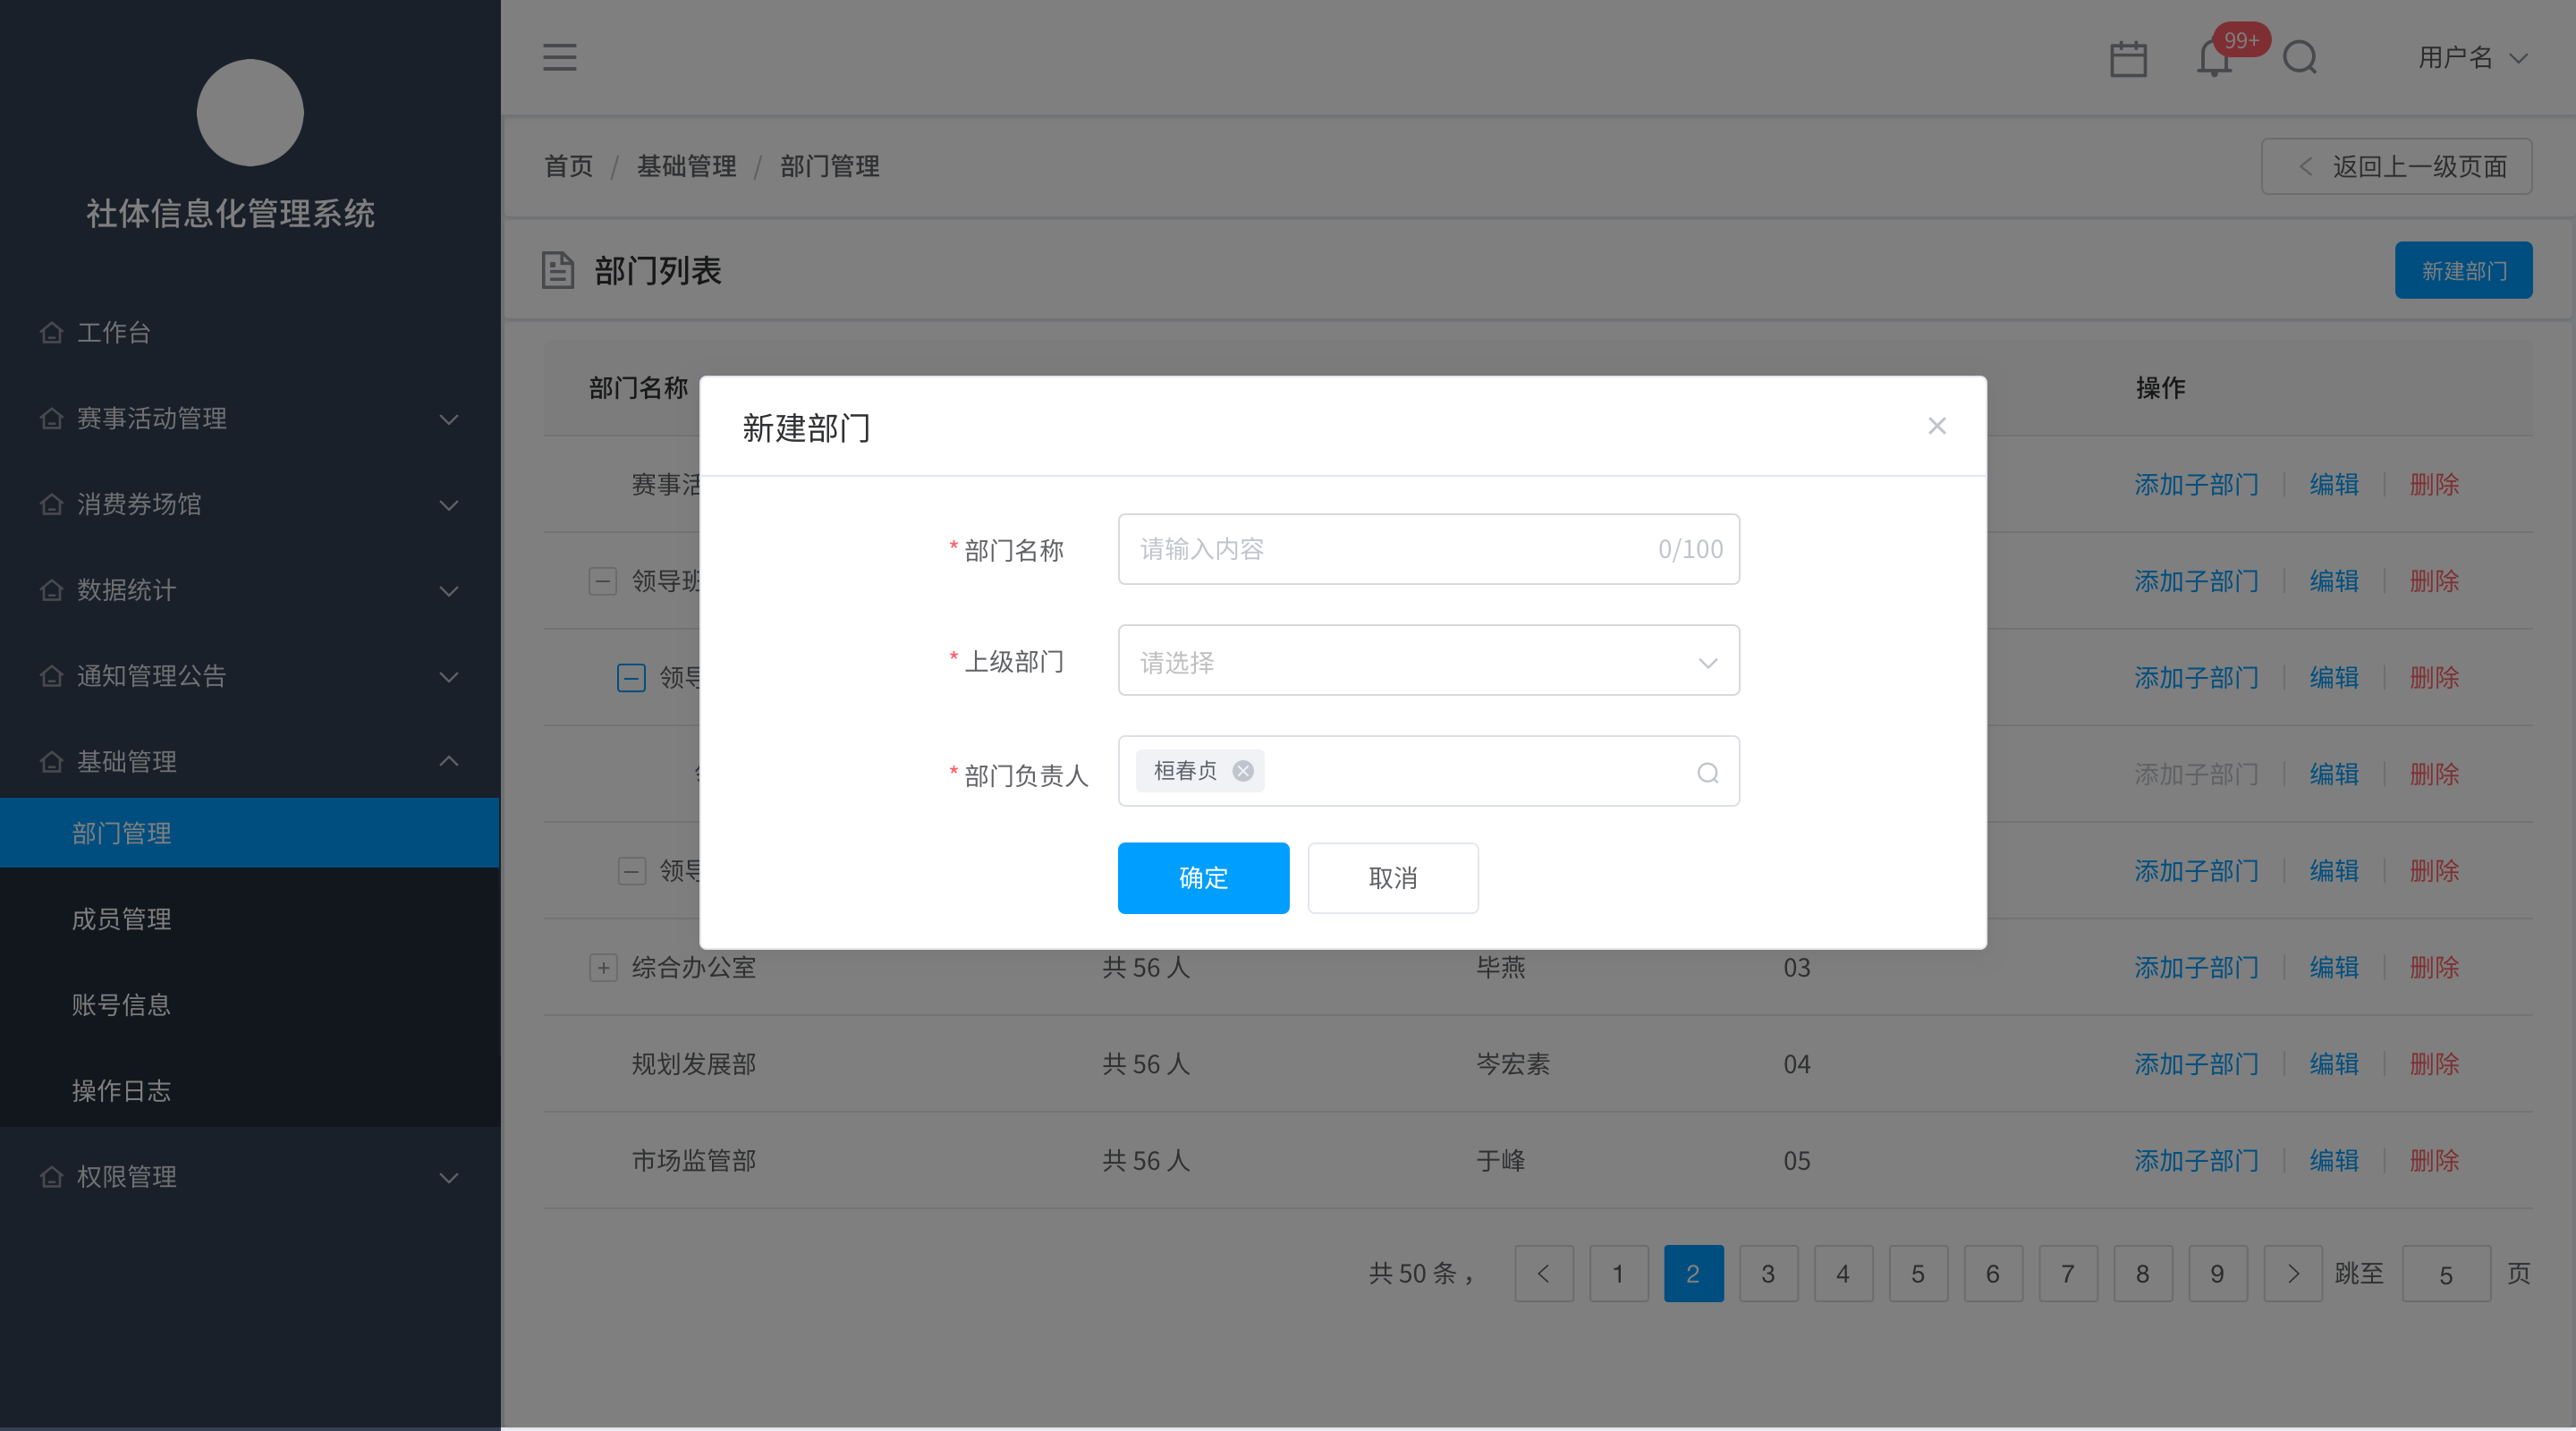 社体信息化管理系统
工作台
赛事活动管理
消费券场馆
数据统计
通知管理公告
基础管理
部门管理
成员管理
账号信息
操作日志
权限管理
99+
用户名
首页 / 基础管理 / 部门管理
返回上一级页面
部门列表
新建部门
部门名称
操作
赛事活
添加子部门 编辑 删除
领导班
添加子部门 编辑 删除
领导
添加子部门 编辑 删除
添加子部门 编辑 删除
领导
添加子部门 编辑 删除
新建部门
* 部门名称
请输入内容 0/100
* 上级部门
请选择
* 部门负责人
桓春贞
确定
取消
综合办公室 共 56 人 毕燕 03 添加子部门 编辑 删除
规划发展部 共 56 人 岑宏素 04 添加子部门 编辑 删除
市场监管部 共 56 人 于峰 05 添加子部门 编辑 删除
共 50 条 ， < 1 2 3 4 5 6 7 8 9 > 跳至 5 页